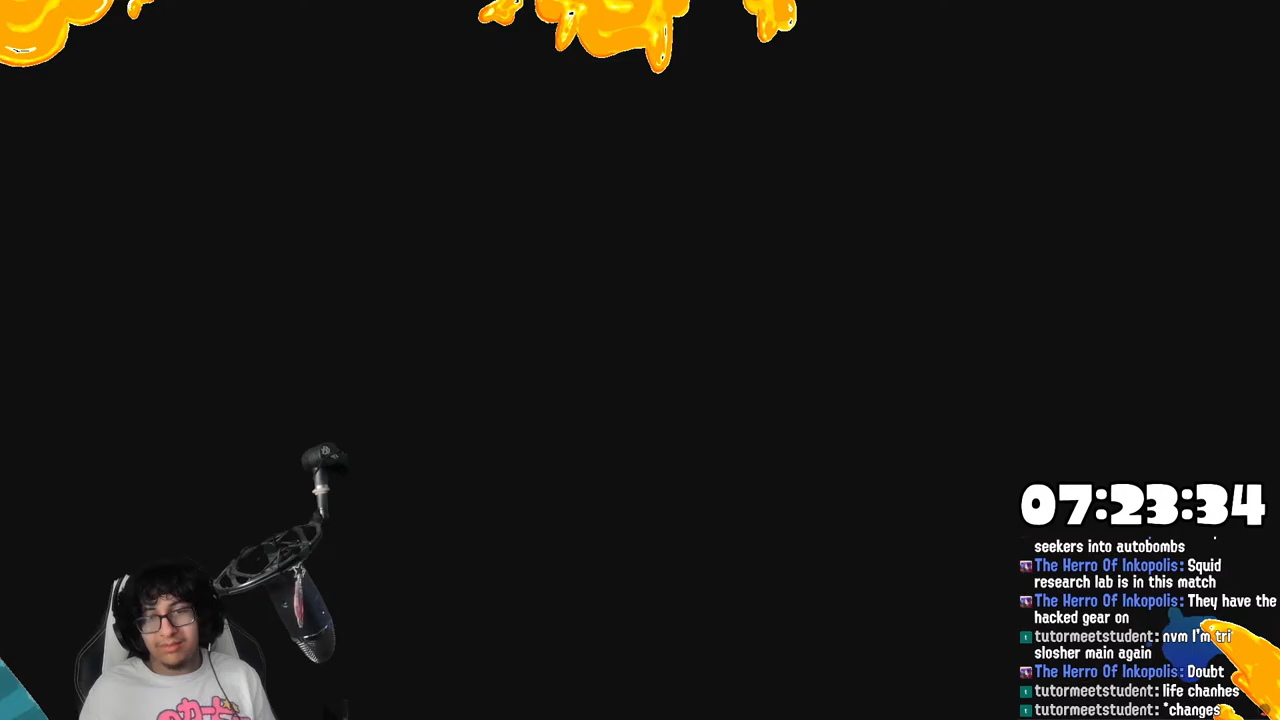 07:23:34
seekers into autobombs
The Herro Of Inkopolis: Squid
research lab is in this match
The Herro Of Inkopolis: They have the
hacked gear on
tutormeetstudent: nvm I'm tri
slosher main again
The Herro Of Inkopolis: Doubt
tutormeetstudent: life chanhes
tutormeetstudent: *changes